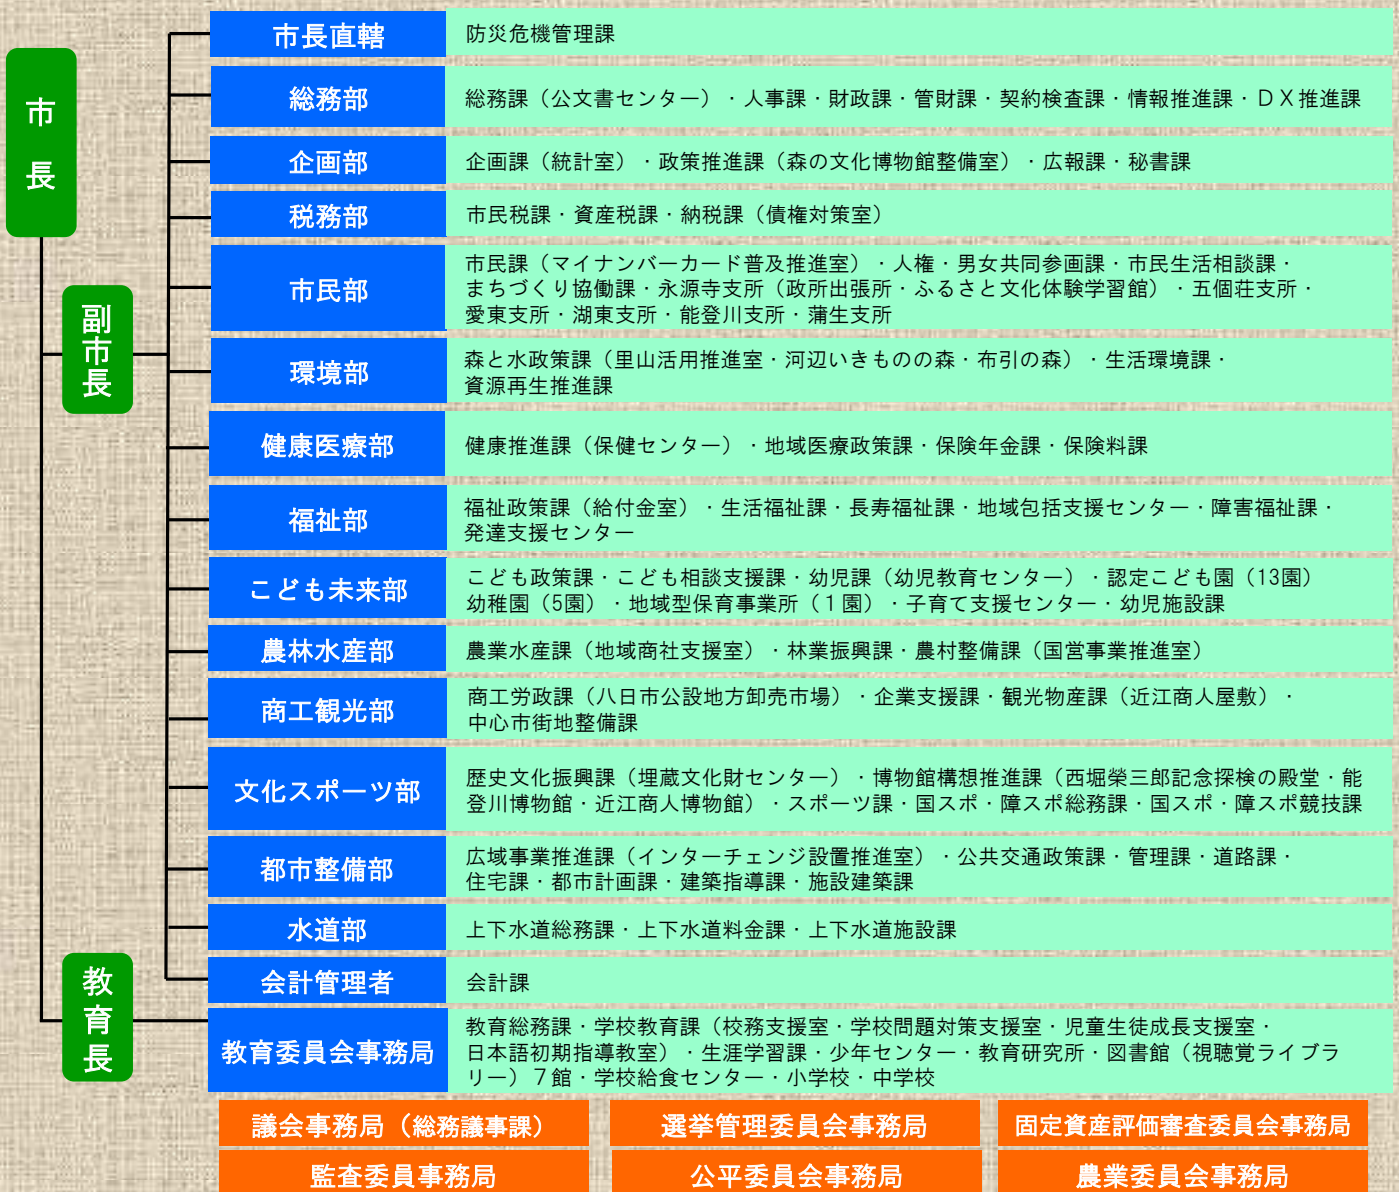 市長
副市長
教育長
市長直轄
防災危機管理課
総務部
総務課（公文書センター）・人事課・財政課・管財課・契約検査課・情報推進課・ＤＸ推進課
企画部
企画課（統計室）・政策推進課（森の文化博物館整備室）・広報課・秘書課
税務部
市民税課・資産税課・納税課（債権対策室）
市民部
市民課（マイナンバーカード普及推進室）・人権・男女共同参画課・市民生活相談課・
まちづくり協働課・永源寺支所（政所出張所・ふるさと文化体験学習館）・五個荘支所・
愛東支所・湖東支所・能登川支所・蒲生支所
環境部
森と水政策課（里山活用推進室・河辺いきものの森・布引の森）・生活環境課・
資源再生推進課
健康医療部
健康推進課（保健センター）・地域医療政策課・保険年金課・保険料課
福祉部
福祉政策課（給付金室）・生活福祉課・長寿福祉課・地域包括支援センター・障害福祉課・
発達支援センター
こども未来部
こども政策課・こども相談支援課・幼児課（幼児教育センター）・認定こども園（13園）
幼稚園（5園）・地域型保育事業所（１園）・子育て支援センター・幼児施設課
農林水産部
農業水産課（地域商社支援室）・林業振興課・農村整備課（国営事業推進室）
商工観光部
商工労政課（八日市公設地方卸売市場）・企業支援課・観光物産課（近江商人屋敷）・
中心市街地整備課
文化スポーツ部
歴史文化振興課（埋蔵文化財センター）・博物館構想推進課（西堀榮三郎記念探検の殿堂・能
登川博物館・近江商人博物館）・スポーツ課・国スポ・障スポ総務課・国スポ・障スポ競技課
都市整備部
広域事業推進課（インターチェンジ設置推進室）・公共交通政策課・管理課・道路課・
住宅課・都市計画課・建築指導課・施設建築課
水道部
上下水道総務課・上下水道料金課・上下水道施設課
会計管理者
会計課
教育委員会事務局
教育総務課・学校教育課（校務支援室・学校問題対策支援室・児童生徒成長支援室・
日本語初期指導教室）・生涯学習課・少年センター・教育研究所・図書館（視聴覚ライブラ
リー）７館・学校給食センター・小学校・中学校
議会事務局（総務議事課）
選挙管理委員会事務局
固定資産評価審査委員会事務局
監査委員事務局
公平委員会事務局
農業委員会事務局